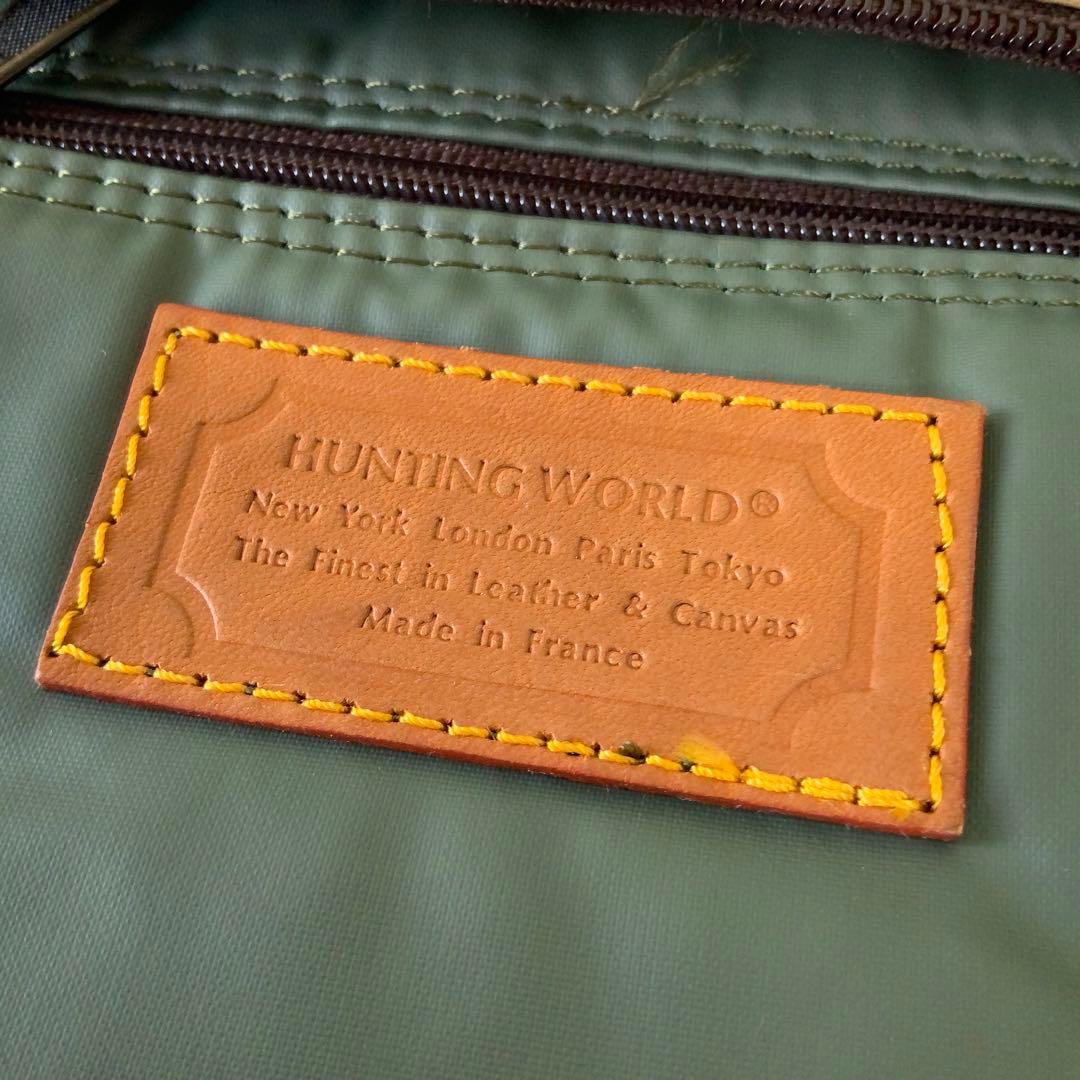 HUNTING WORLD®
New York London Paris Tokyo
The Finest in Leather & Canvas
Made in France